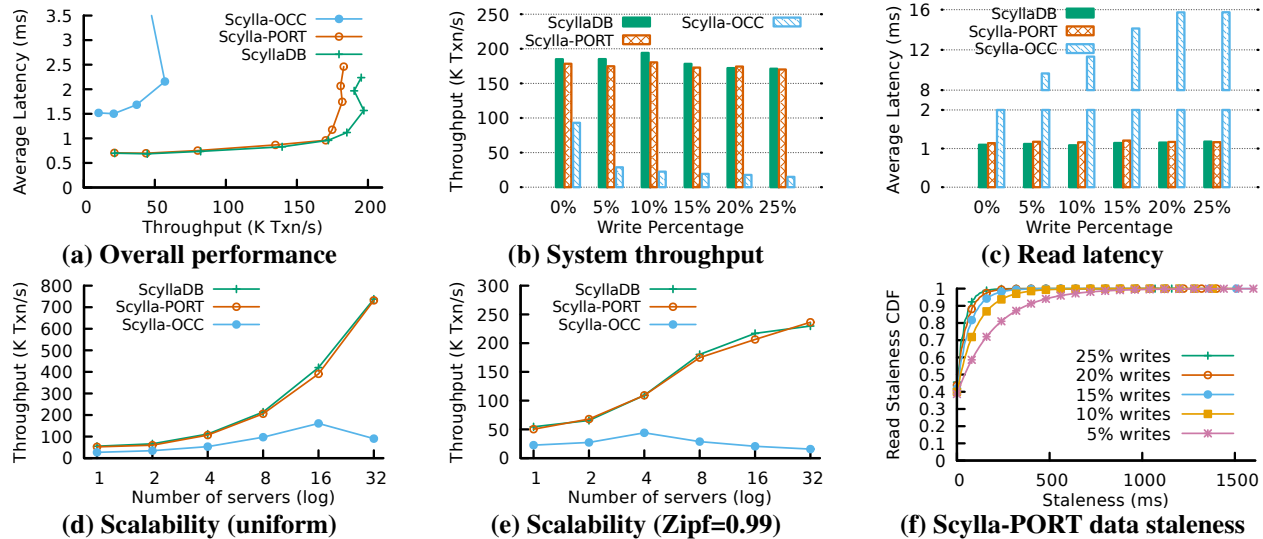 Average Latency (ms)
3.5
3
2.5
2
1.5
1
0.5
0
Scylla-OCC
Scylla-PORT
ScyllaDB
0 50 100 150 200
Throughput (K Txn/s)
(a) Overall performance
Throughput (K Txn/s)
250
200
150
100
50
0
ScyllaDB
Scylla-PORT
Scylla-OCC
0% 5% 10% 15% 20% 25%
Write Percentage
(b) System throughput
Average Latency (ms)
16
12
8
2
1
0
ScyllaDB
Scylla-PORT
Scylla-OCC
0% 5% 10% 15% 20% 25%
Write Percentage
(c) Read latency
Throughput (K Txn/s)
800
700
600
500
400
300
200
100
0
ScyllaDB
Scylla-PORT
Scylla-OCC
1 2 4 8 16 32
Number of servers (log)
(d) Scalability (uniform)
Throughput (K Txn/s)
300
250
200
150
100
50
0
ScyllaDB
Scylla-PORT
Scylla-OCC
1 2 4 8 16 32
Number of servers (log)
(e) Scalability (Zipf=0.99)
Read Staleness CDF
1
0.9
0.8
0.7
0.6
0.5
0.4
0.3
0.2
0.1
0
25% writes
20% writes
15% writes
10% writes
5% writes
0 500 1000 1500
Staleness (ms)
(f) Scylla-PORT data staleness